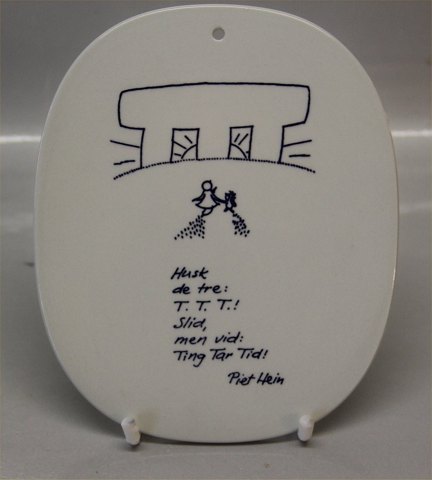 Husk
de tre:
T. T. T.!
Slid,
men vid:
Ting Tar Tid!
Piet Hein